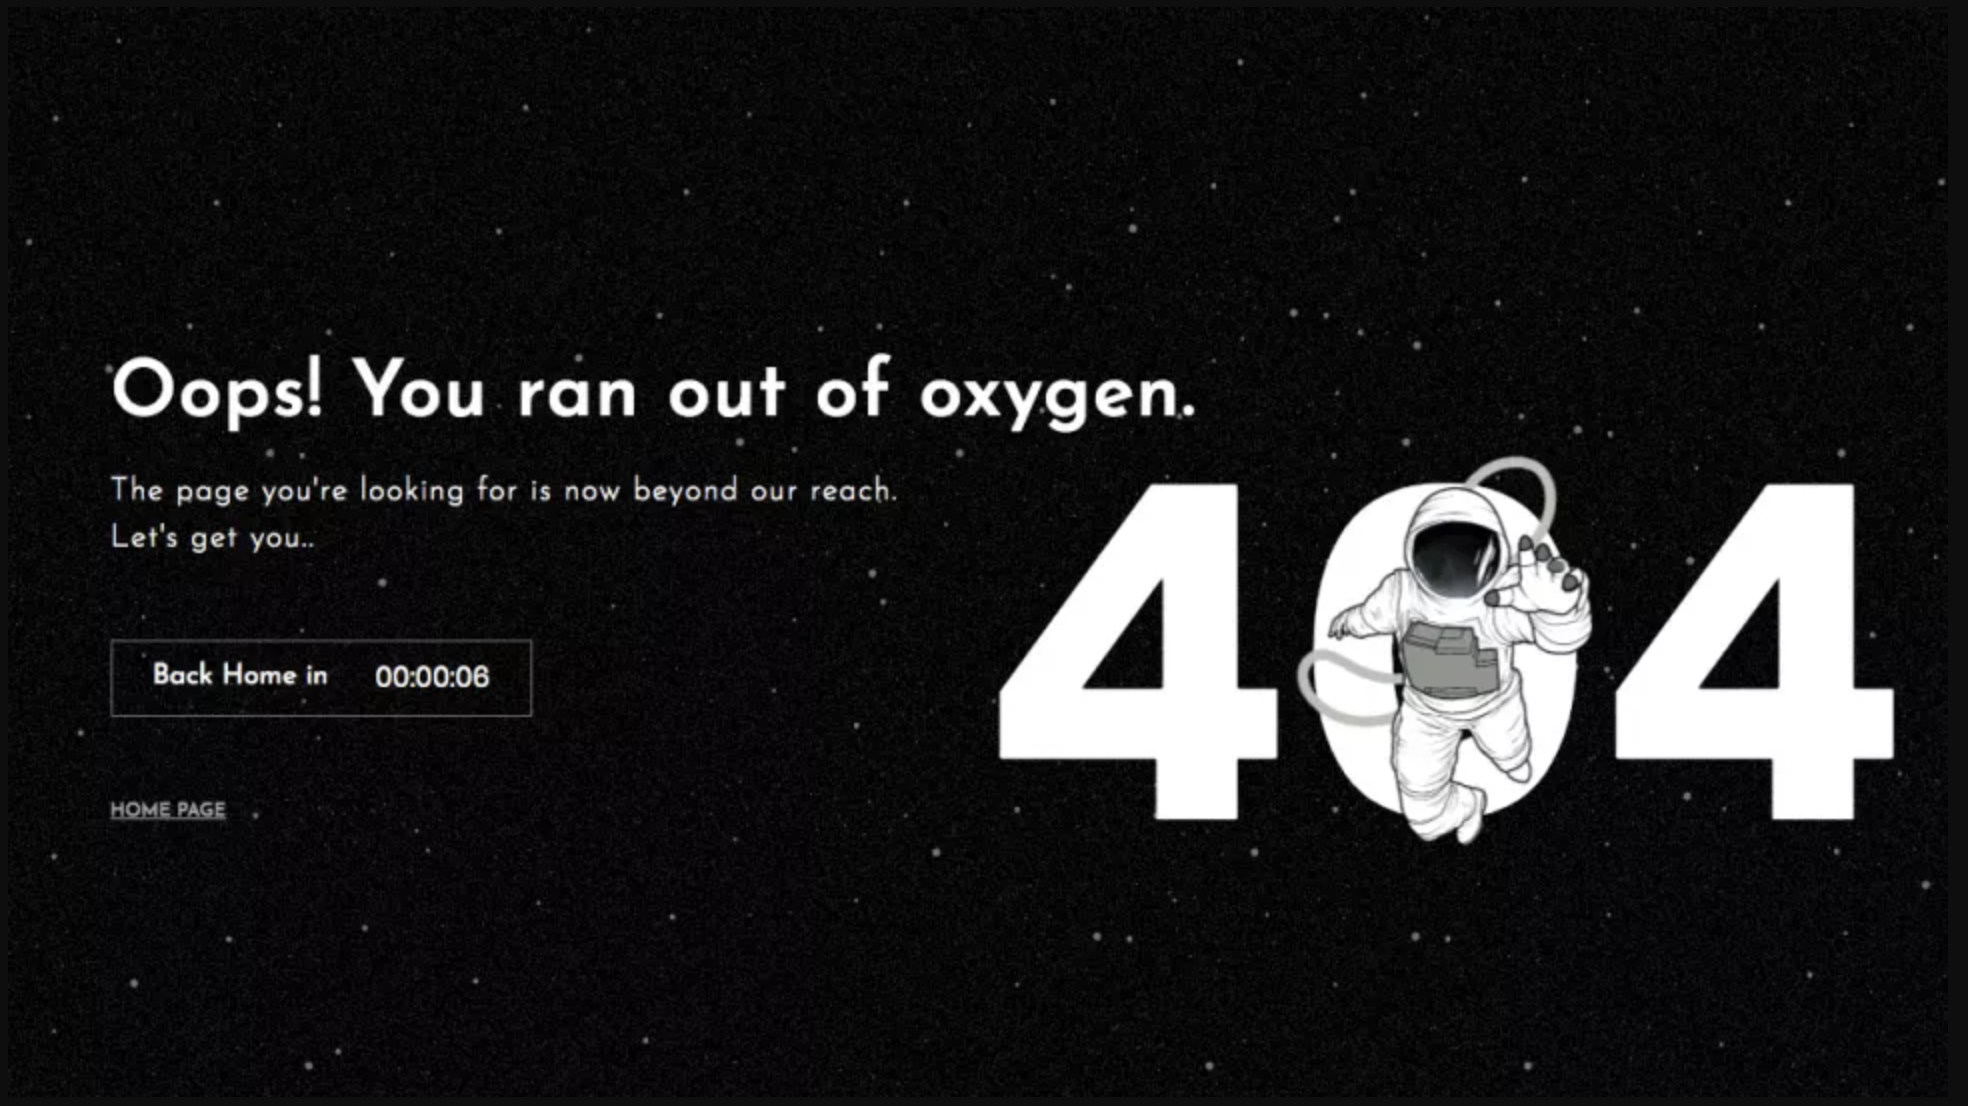 Oops! You ran out of oxygen.
The page you're looking for is now beyond our reach.
Let's get you..
Back Home in 00:00:06
HOME PAGE
404